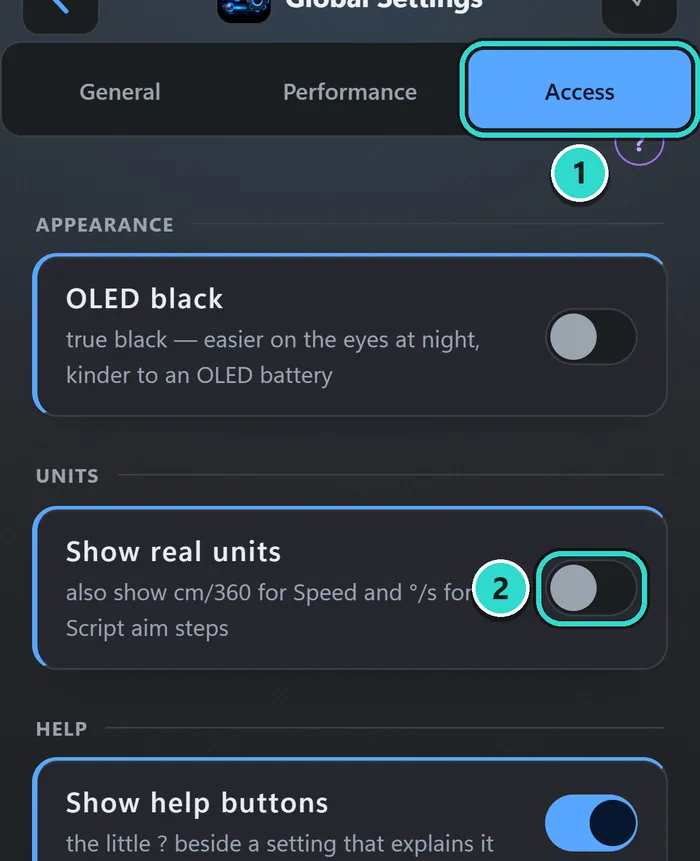 Global Settings
General
Performance
Access
?
1
APPEARANCE
OLED black
true black — easier on the eyes at night,
kinder to an OLED battery
UNITS
Show real units
also show cm/360 for Speed and °/s for
2
Script aim steps
HELP
Show help buttons
the little ? beside a setting that explains it